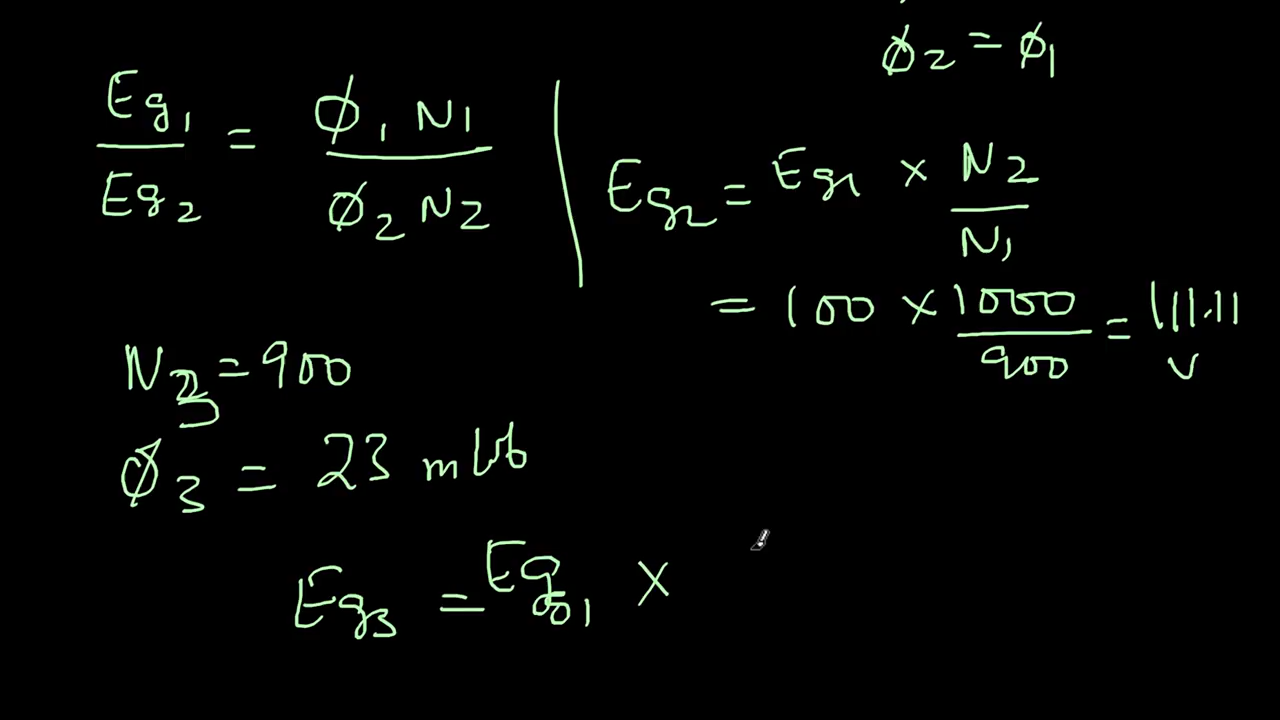 ϕ2 = ϕ1
Eg1 / Eg2 = ϕ1 N1 / ϕ2 N2
Eg2 = Eg1 × N2 / N1
= 100 × 1000 / 900 = 111.11 V
N3 = 900
ϕ3 = 23 mWb
Eg3 = Eg1 ×